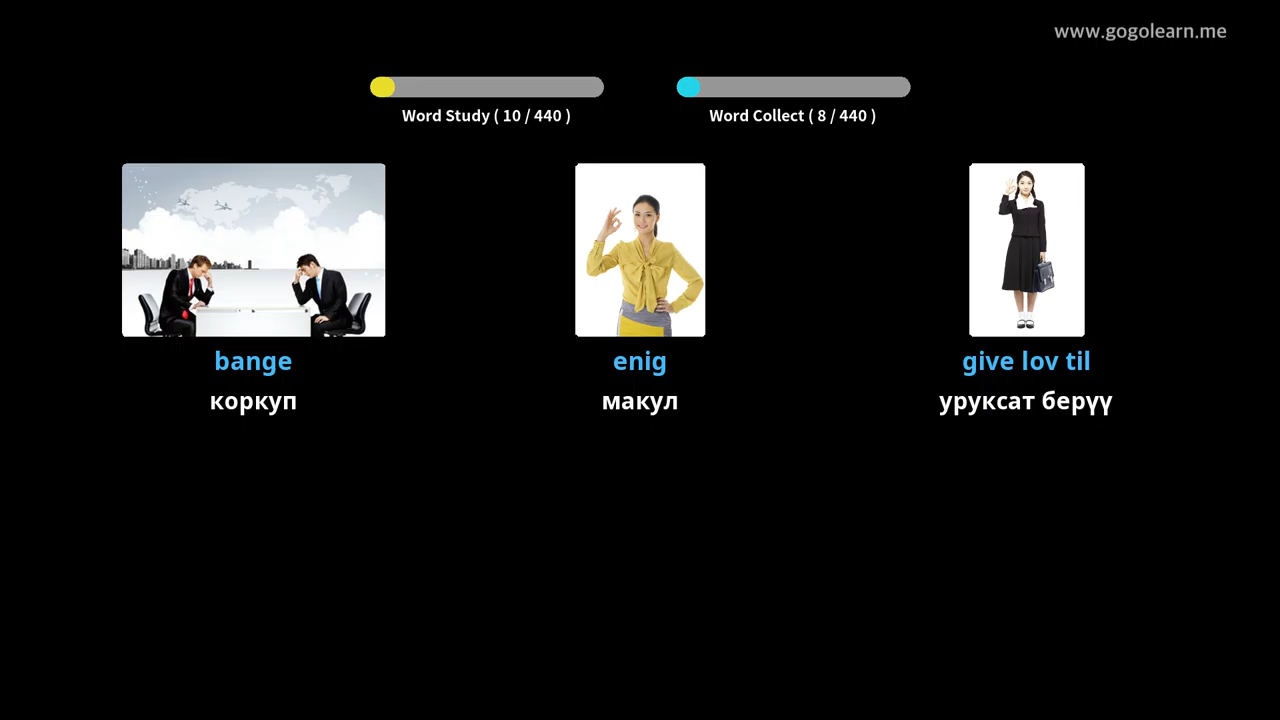 www.gogolearn.me
Word Study ( 10 / 440 )
Word Collect ( 8 / 440 )
bange
enig
give lov til
коркуп
макул
уруксат берүү